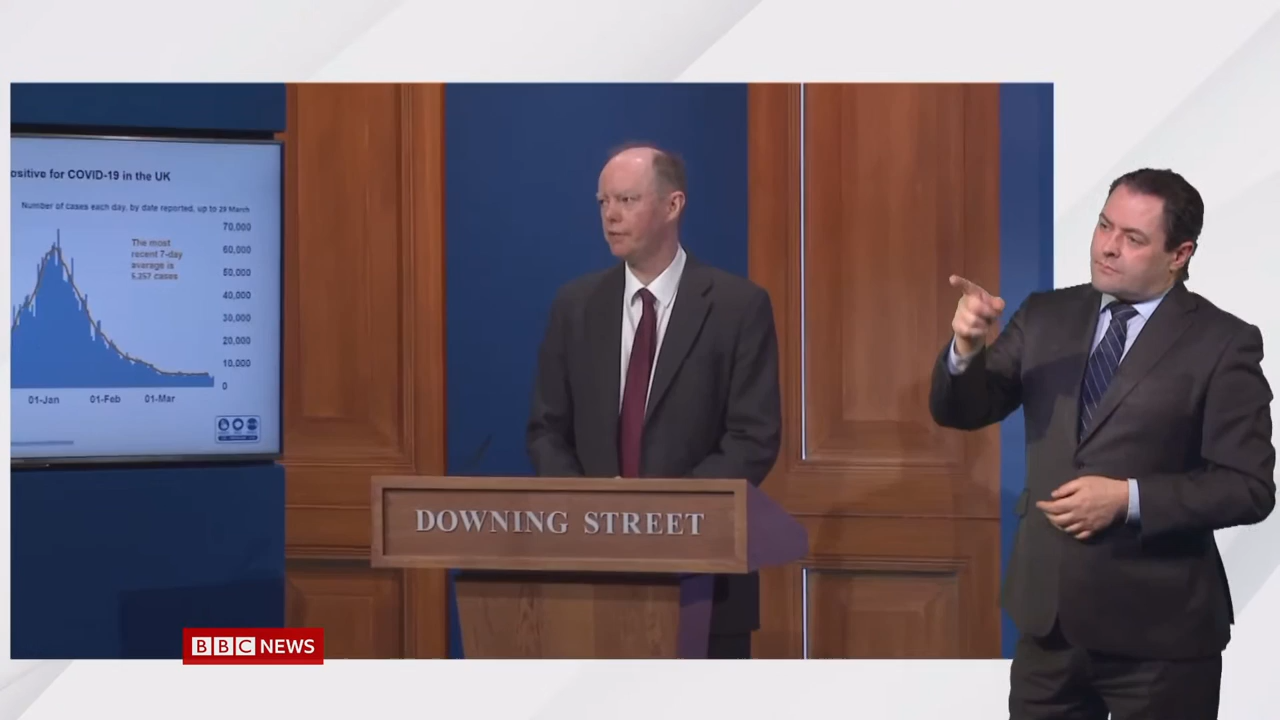 ositive for COVID-19 in the UK
Number of cases each day, by date reported, up to 29 March
70,000
The most
recent 7-day
average is
5,357 cases
60,000
50,000
40,000
30,000
20,000
10,000
0
01-Jan 01-Feb 01-Mar
DOWNING STREET
BBC NEWS